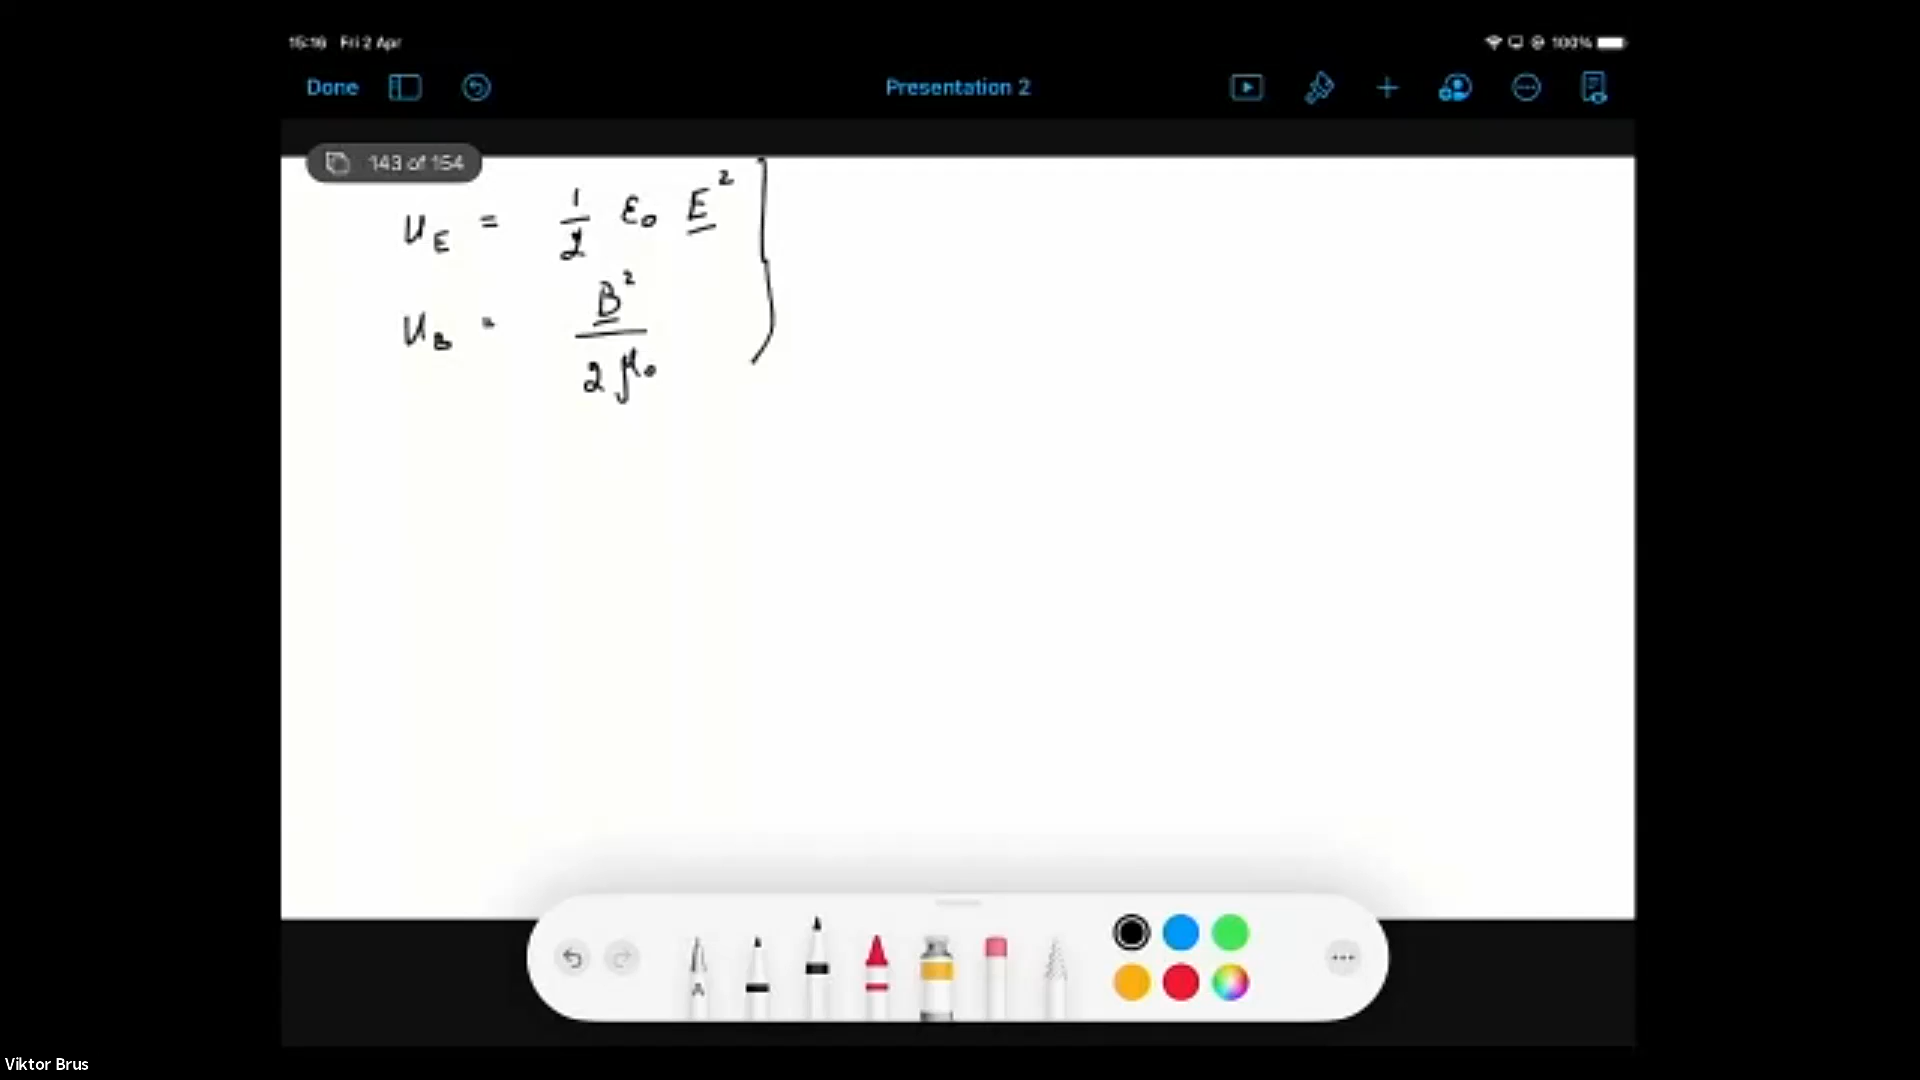 15:16 Fri 2 Apr
100%
Done
Presentation 2
143 of 154
u_E = 1/2 ε₀ E²
u_B = B² / 2μ₀
A
Viktor Brus